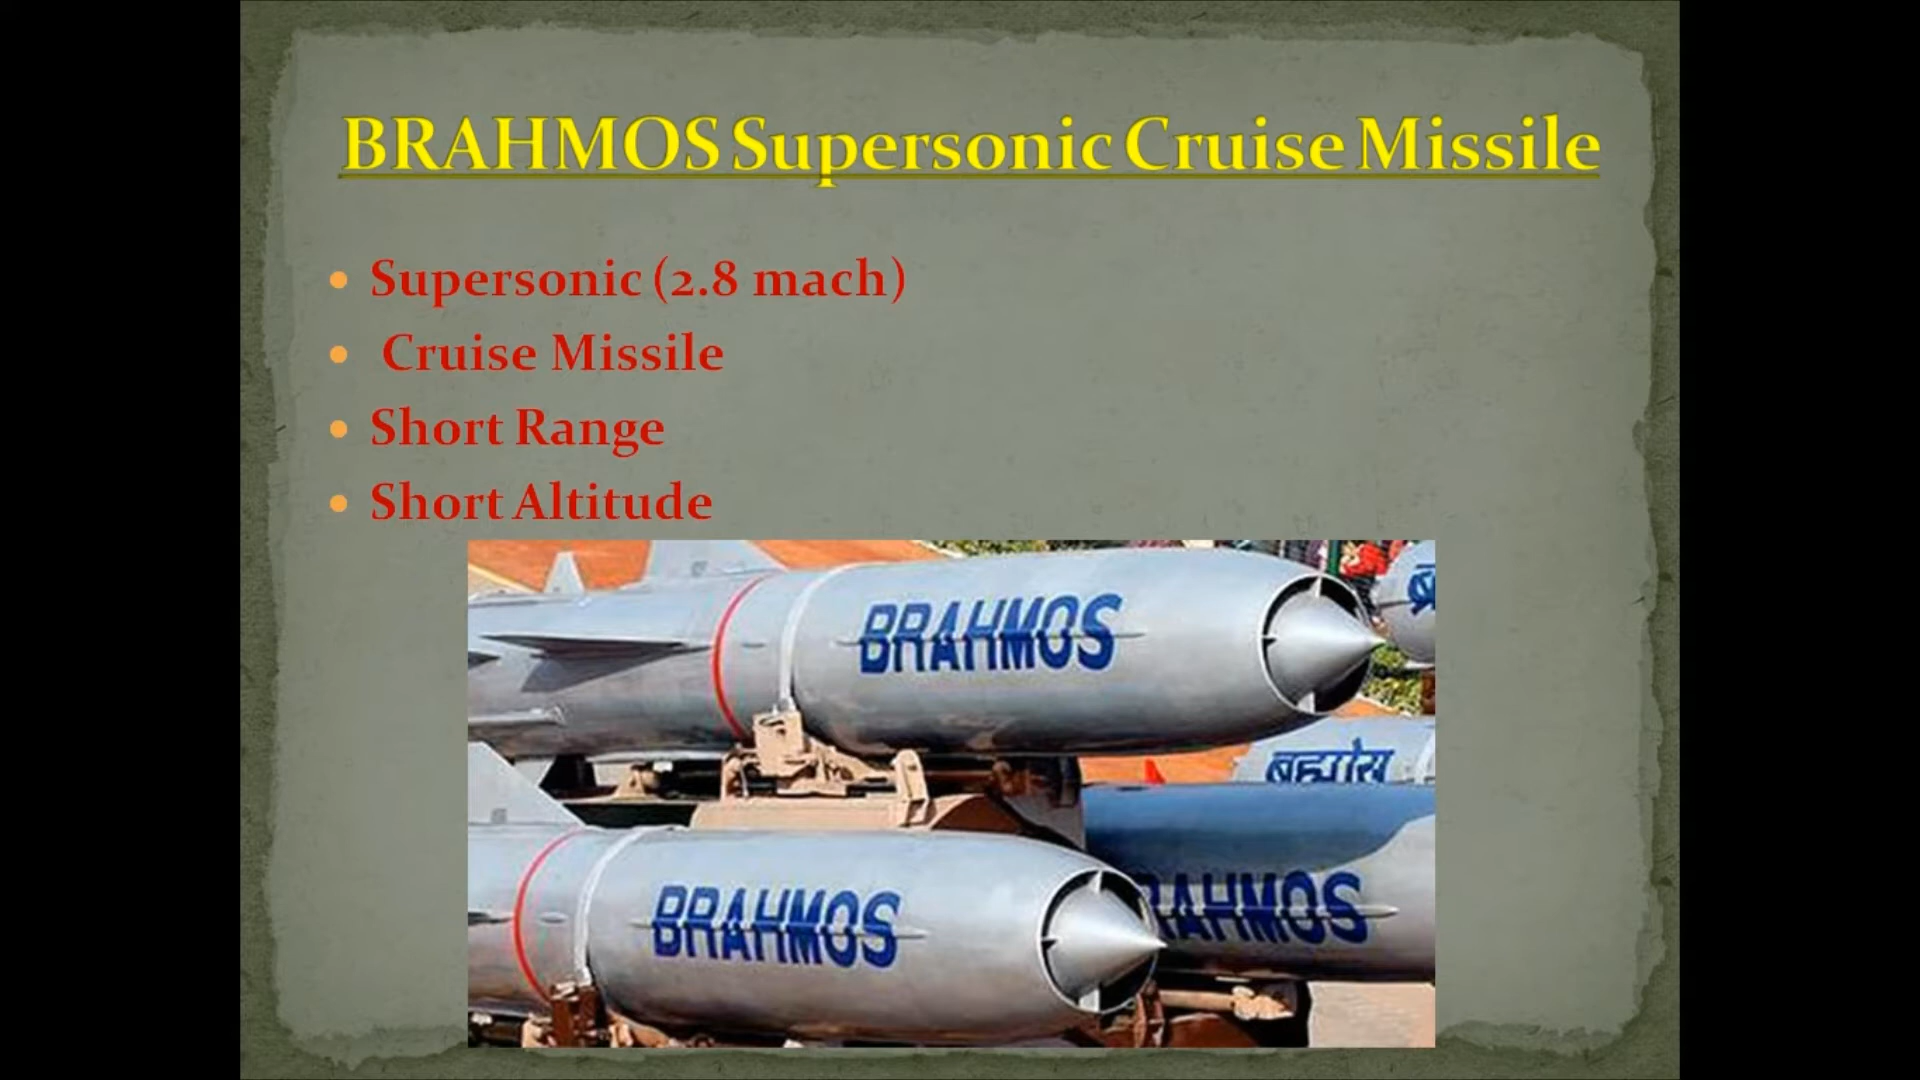 BRAHMOS Supersonic Cruise Missile
Supersonic (2.8 mach)
Cruise Missile
Short Range
Short Altitude
BRAHMOS
ब्रह्मोस
BRAHMOS
RAHMOS